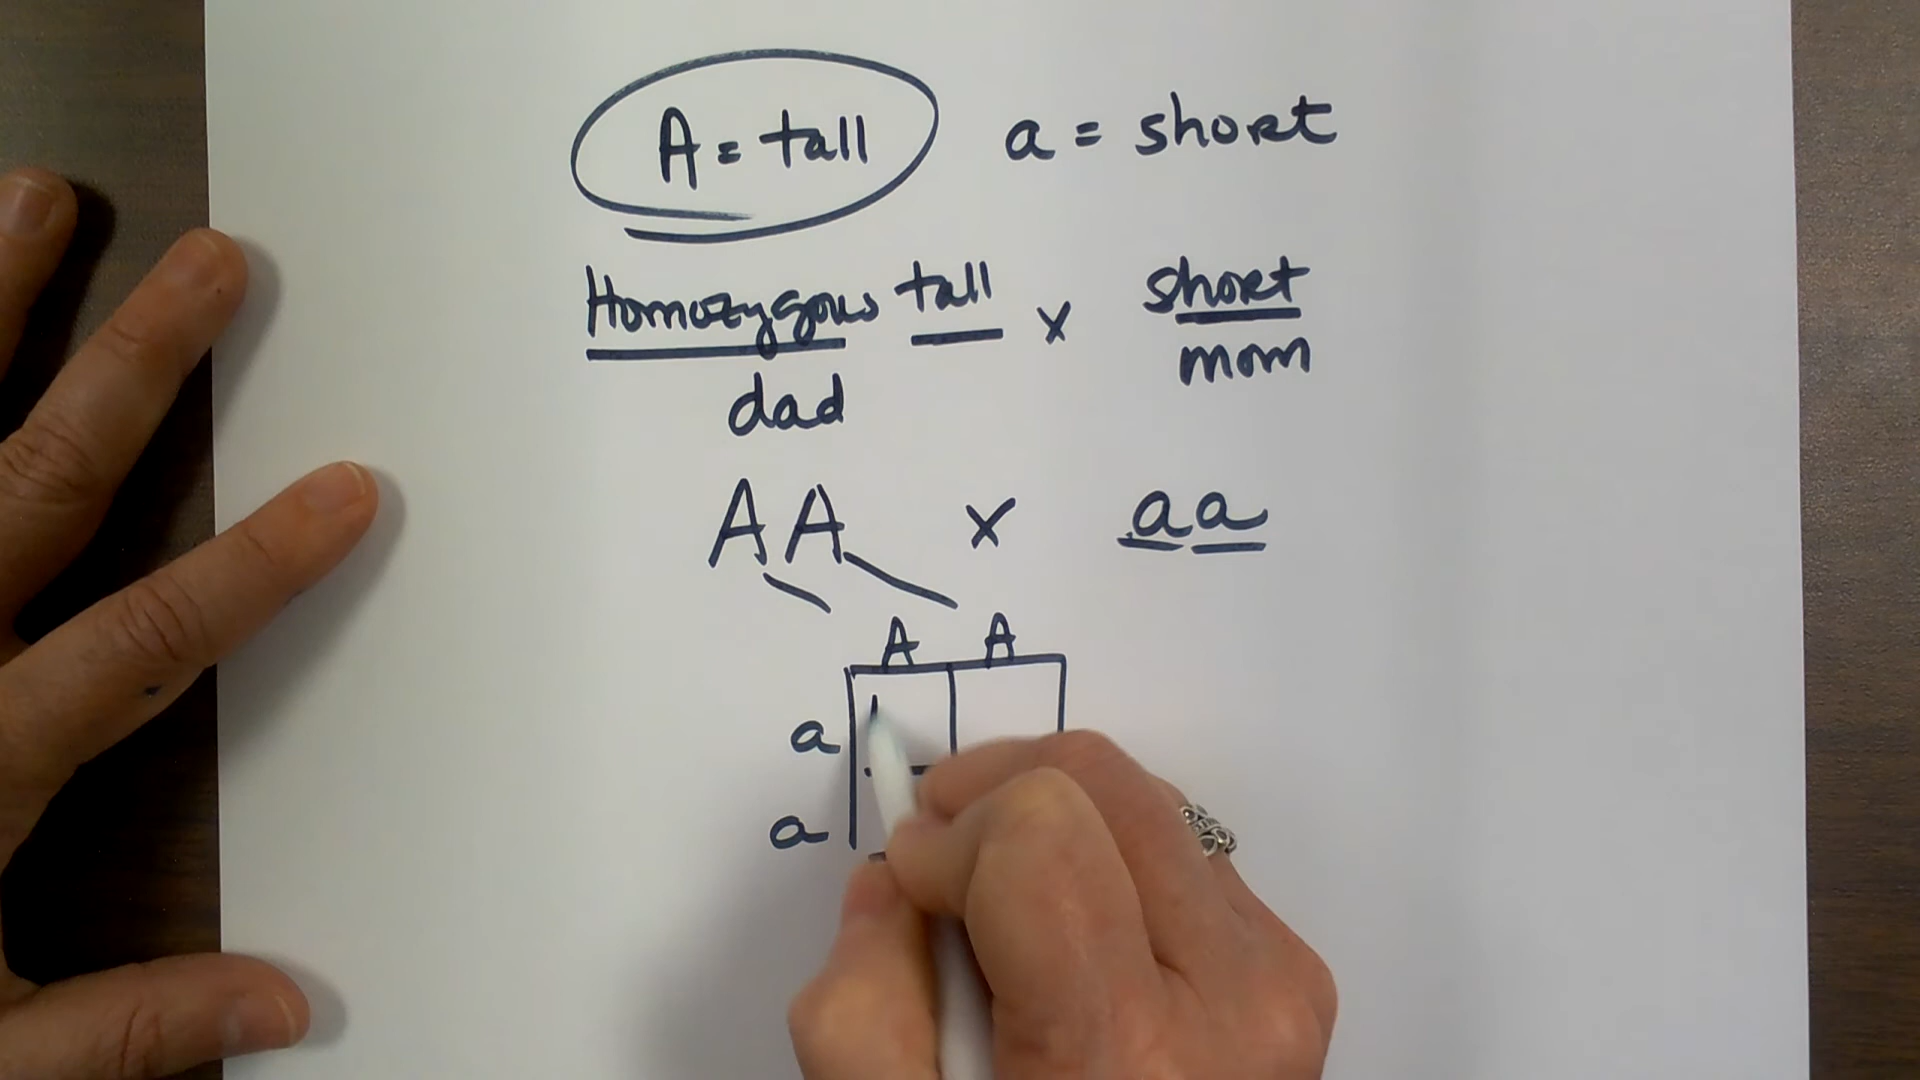 A = tall a = short
Homozygous tall x short
dad mom
AA x aa
A A
a
a